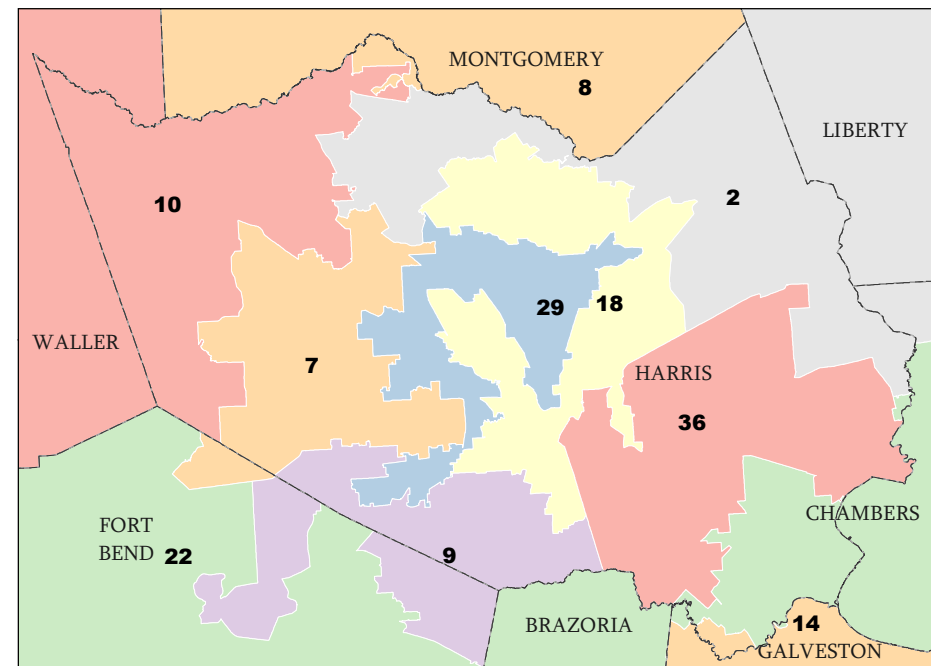 MONTGOMERY
8
LIBERTY
2
10
29
18
WALLER
7
HARRIS
36
CHAMBERS
FORT
BEND 22
9
BRAZORIA
14
GALVESTON